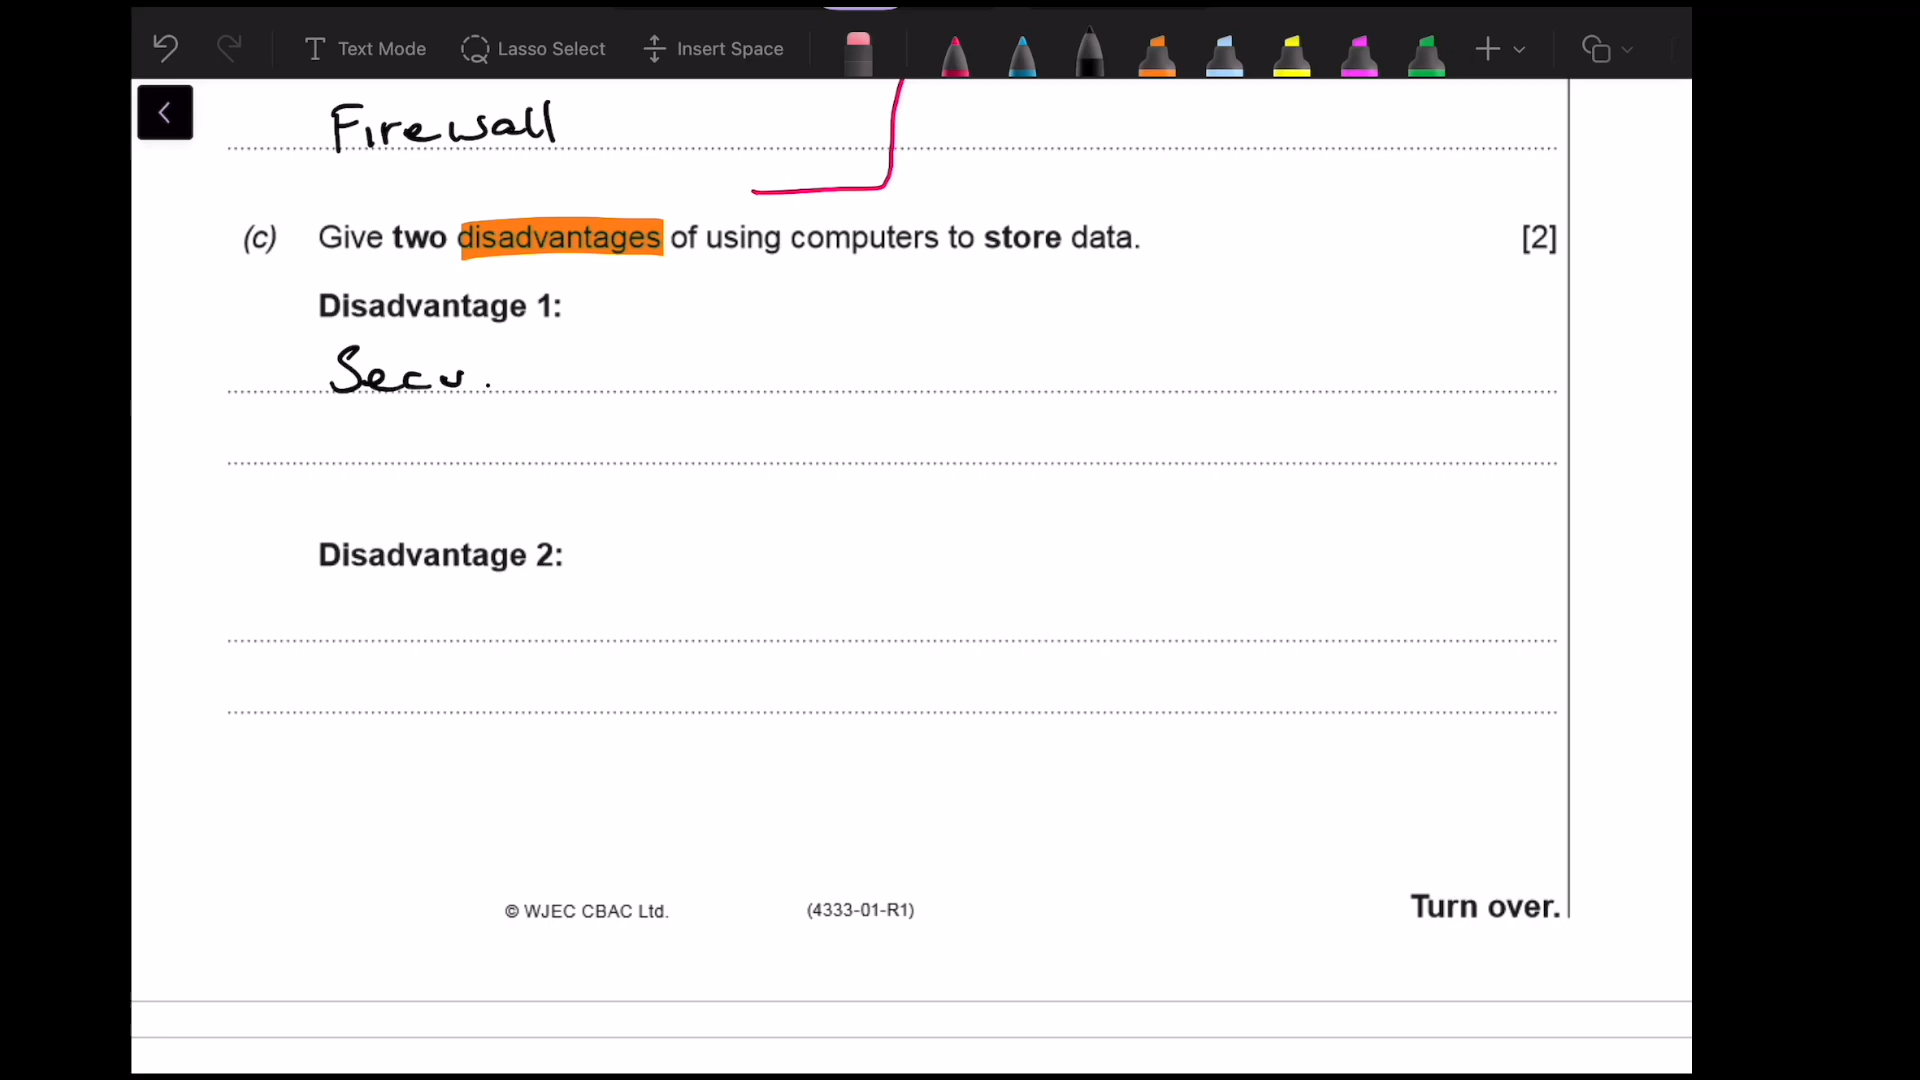 Text Mode Lasso Select Insert Space
Firewall
(c) Give two disadvantages of using computers to store data. [2]
Disadvantage 1:
Secu.
Disadvantage 2:
© WJEC CBAC Ltd. (4333-01-R1) Turn over.